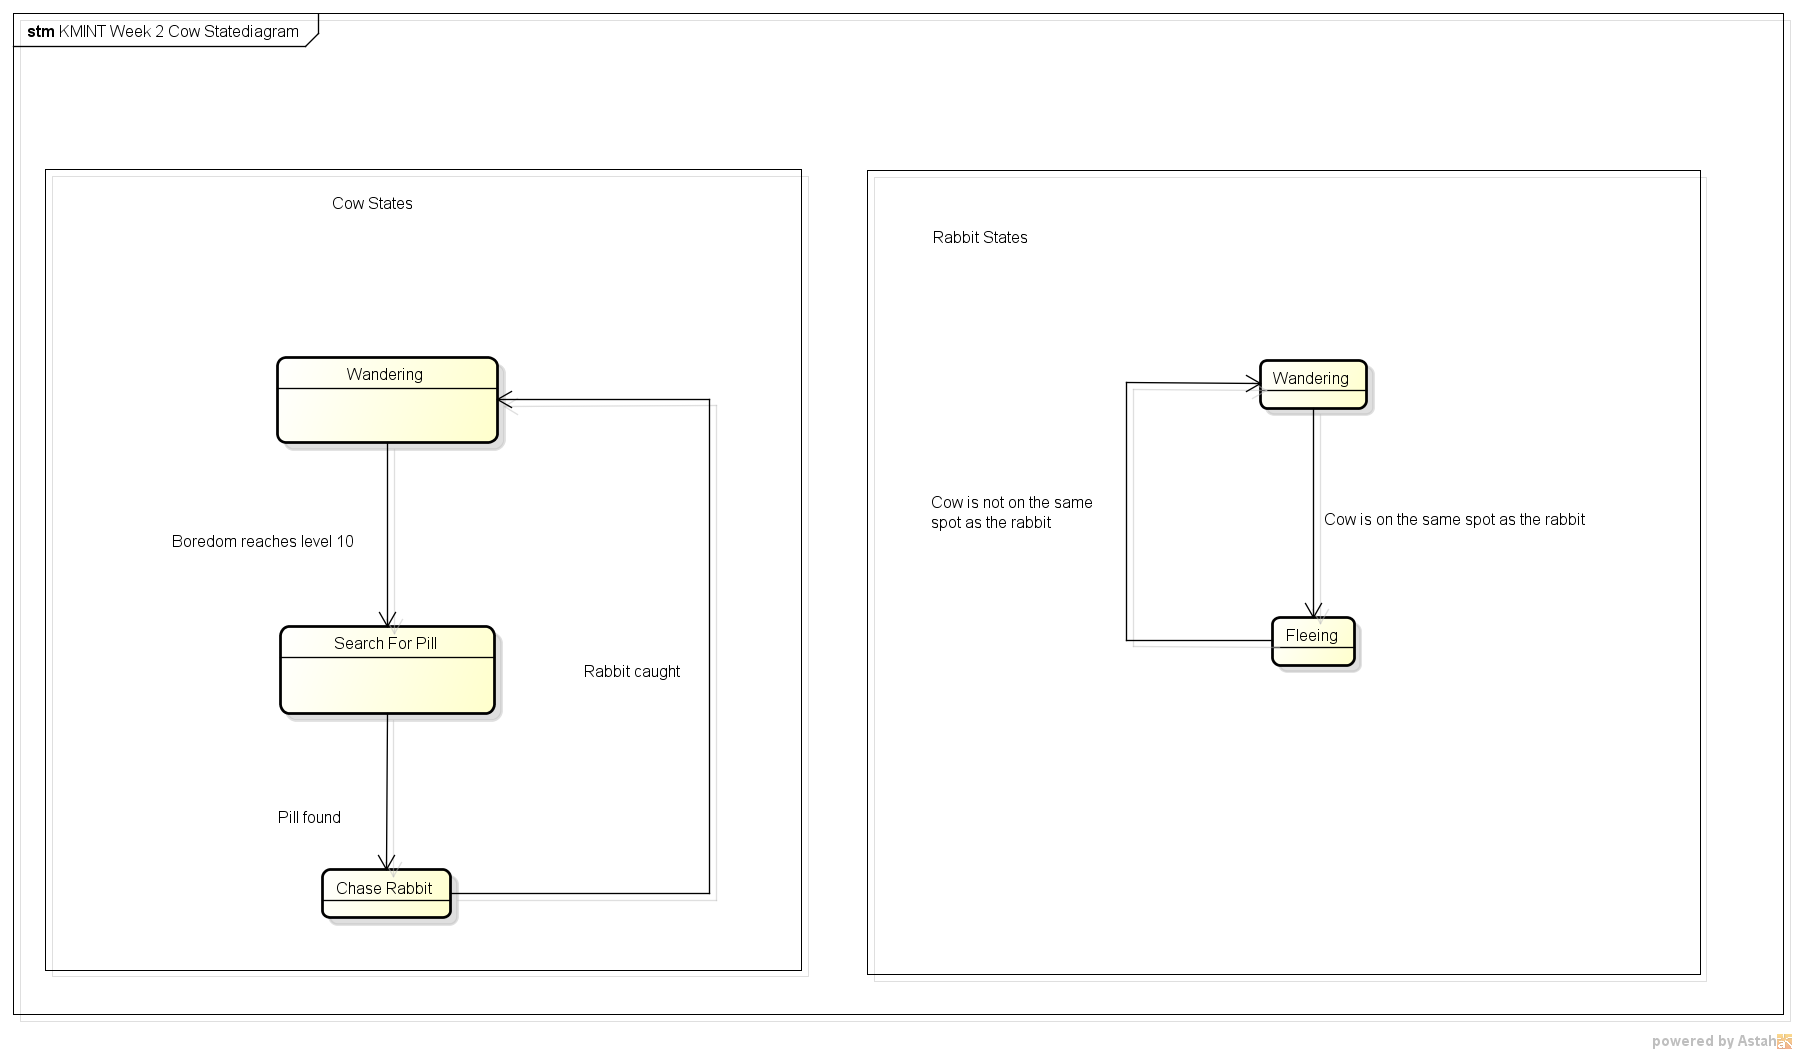 stm KMINT Week 2 Cow Statediagram
Cow States
Wandering
Boredom reaches level 10
Search For Pill
Rabbit caught
Pill found
Chase Rabbit
Rabbit States
Wandering
Cow is not on the same
spot as the rabbit
Cow is on the same spot as the rabbit
Fleeing
powered by Astah